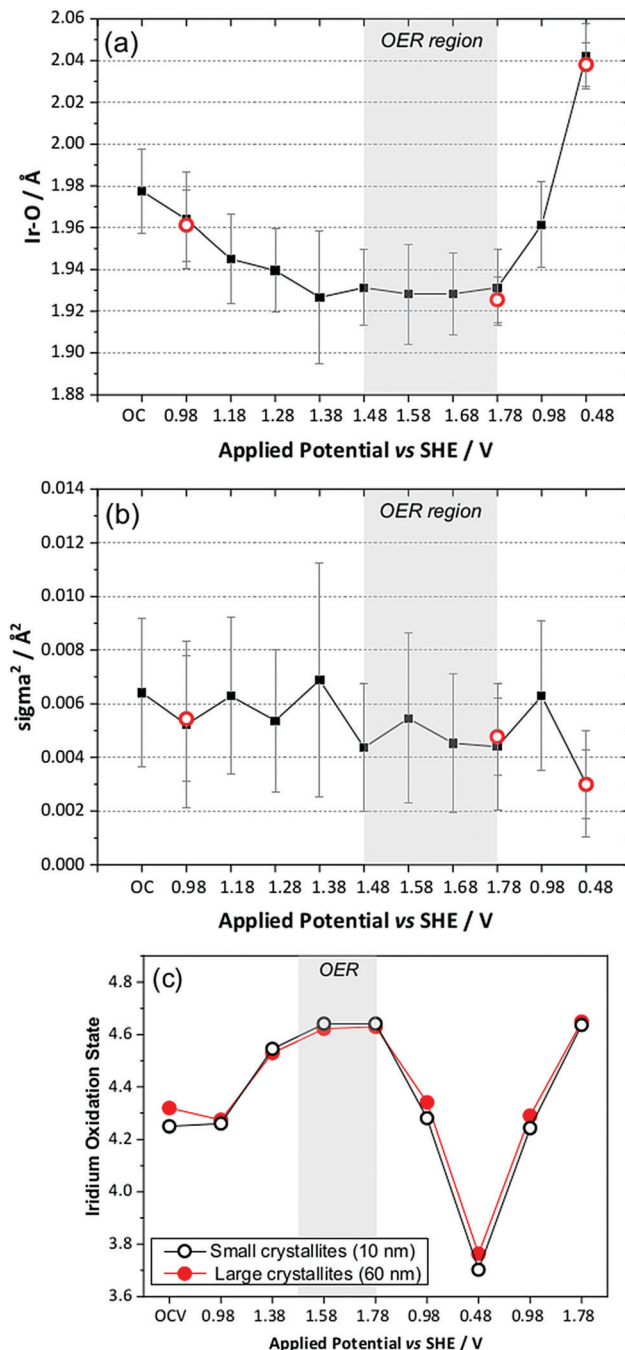 (a)
OER region
2.06
2.04
2.02
2.00
1.98
1.96
1.94
1.92
1.90
1.88
Ir-O / Å
OC 0.98 1.18 1.28 1.38 1.48 1.58 1.68 1.78 0.98 0.48
Applied Potential vs SHE / V
(b)
OER region
0.014
0.012
0.010
0.008
0.006
0.004
0.002
0.000
sigma² / Å²
OC 0.98 1.18 1.28 1.38 1.48 1.58 1.68 1.78 0.98 0.48
Applied Potential vs SHE / V
(c)
OER
4.8
4.6
4.4
4.2
4.0
3.8
3.6
Iridium Oxidation State
Small crystallites (10 nm)
Large crystallites (60 nm)
OCV 0.98 1.38 1.58 1.78 0.98 0.48 0.98 1.78
Applied Potential vs SHE / V